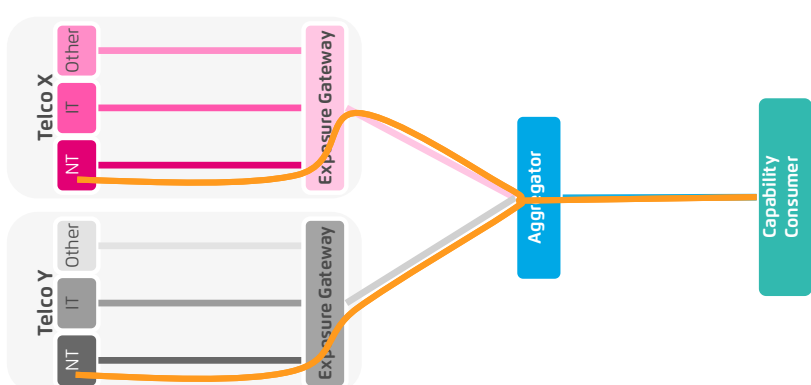 Telco X
Other
IT
NT
Exposure Gateway
Telco Y
Other
IT
NT
Exposure Gateway
Aggregator
Capability
Consumer